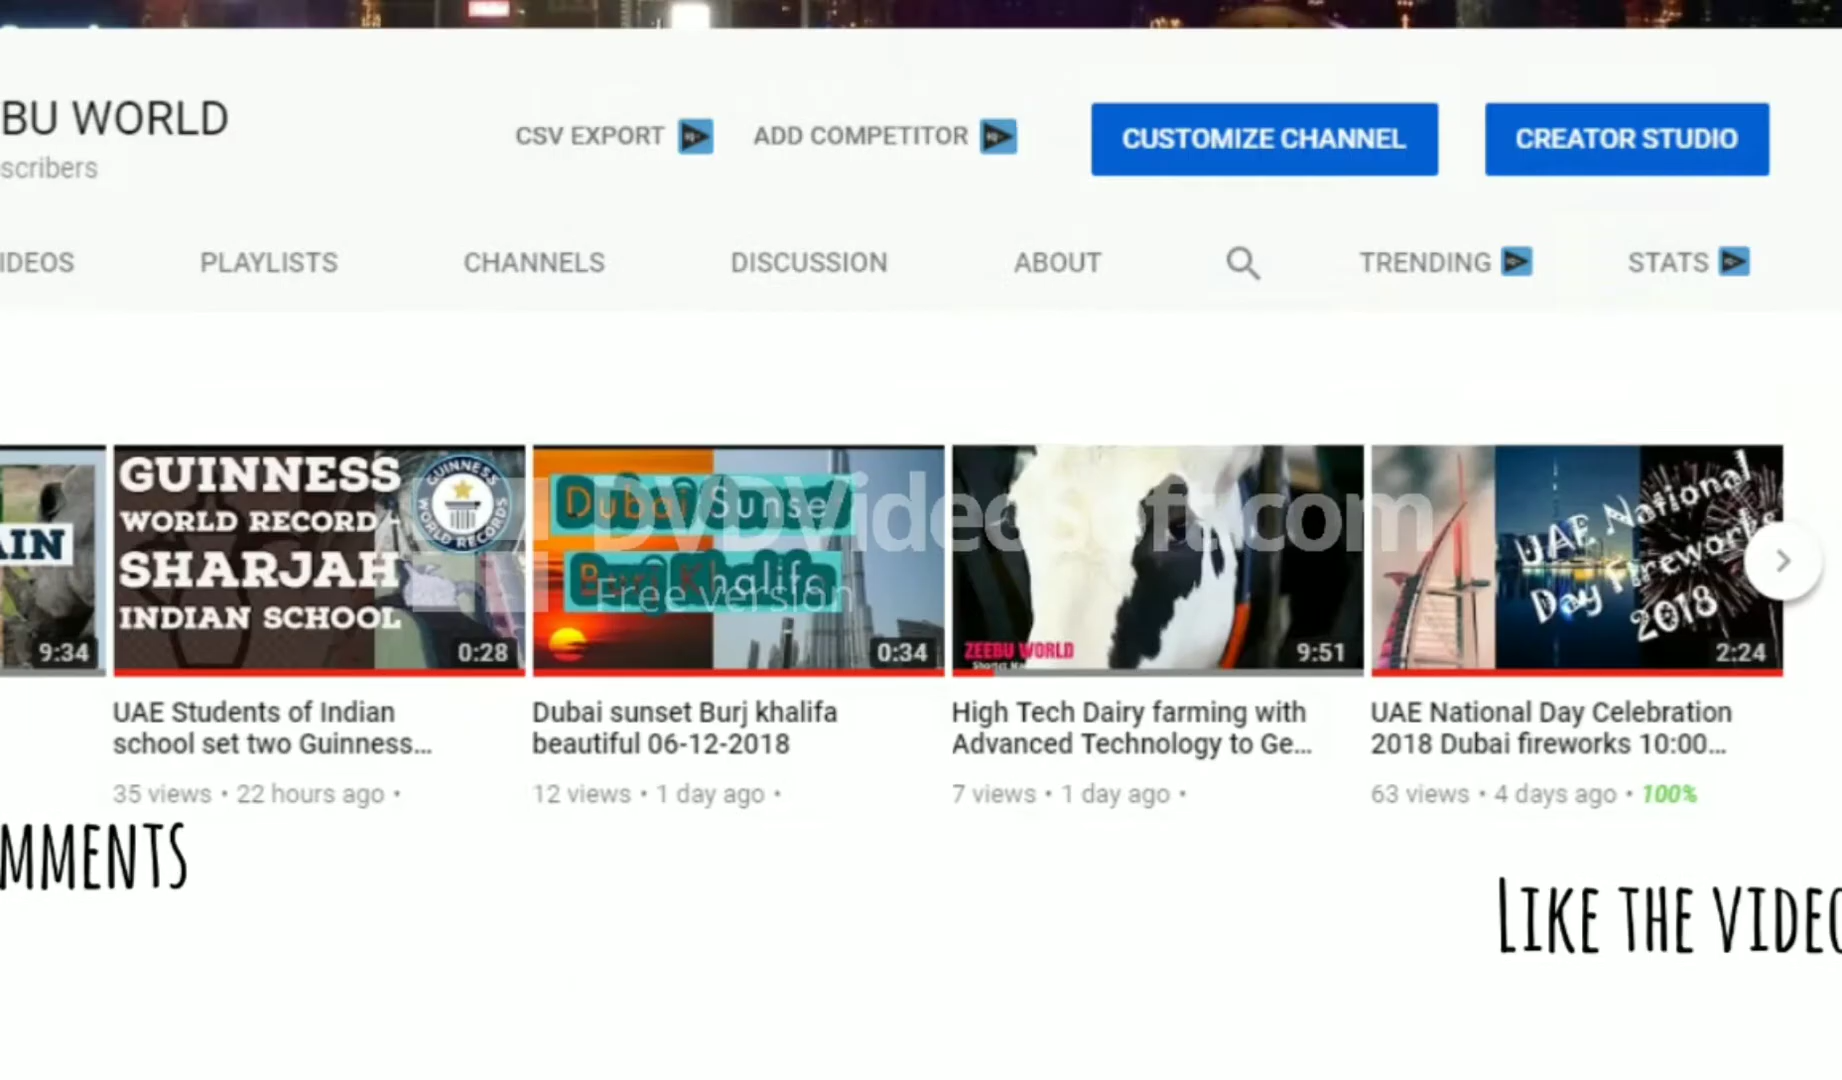 BU WORLD
scribers
CSV EXPORT
ADD COMPETITOR
CUSTOMIZE CHANNEL
CREATOR STUDIO
IDEOS
PLAYLISTS
CHANNELS
DISCUSSION
ABOUT
TRENDING
STATS
AIN
9:34
GUINNESS
WORLD RECORD -
SHARJAH
INDIAN SCHOOL
GUINNESS
WORLD RECORDS
0:28
Dubai Sunse
Burj Khalifa
0:34
ZEEBU WORLD
9:51
UAE National
Day Fireworks
2018
2:24
DVDVideoSoft.com
Free version
UAE Students of Indian
school set two Guinness...
35 views • 22 hours ago •
Dubai sunset Burj khalifa
beautiful 06-12-2018
12 views • 1 day ago •
High Tech Dairy farming with
Advanced Technology to Ge...
7 views • 1 day ago •
UAE National Day Celebration
2018 Dubai fireworks 10:00...
63 views • 4 days ago • 100%
MMENTS
LIKE THE VIDEO